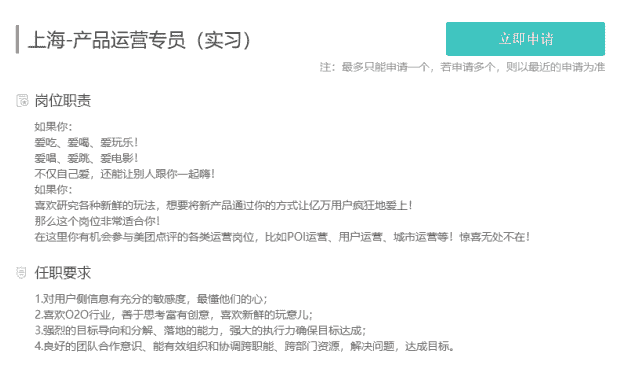 上海-产品运营专员（实习）
立即申请
注：最多只能申请一个，若申请多个，则以最近的申请为准
岗位职责
如果你：
爱吃、爱喝、爱玩乐！
爱唱、爱跳、爱电影！
不仅自己爱，还能让别人跟你一起嗨！
如果你：
喜欢研究各种新鲜的玩法，想要将新产品通过你的方式让亿万用户疯狂地爱上！
那么这个岗位非常适合你！
在这里你有机会参与美团点评的各类运营岗位，比如POI运营、用户运营、城市运营等！惊喜无处不在！
任职要求
1.对用户侧信息有充分的敏感度，最懂他们的心；
2.喜欢O2O行业，善于思考富有创意，喜欢新鲜的玩意儿；
3.强烈的目标导向和分解、落地的能力，强大的执行力确保目标达成；
4.良好的团队合作意识、能有效组织和协调跨职能、跨部门资源，解决问题，达成目标。